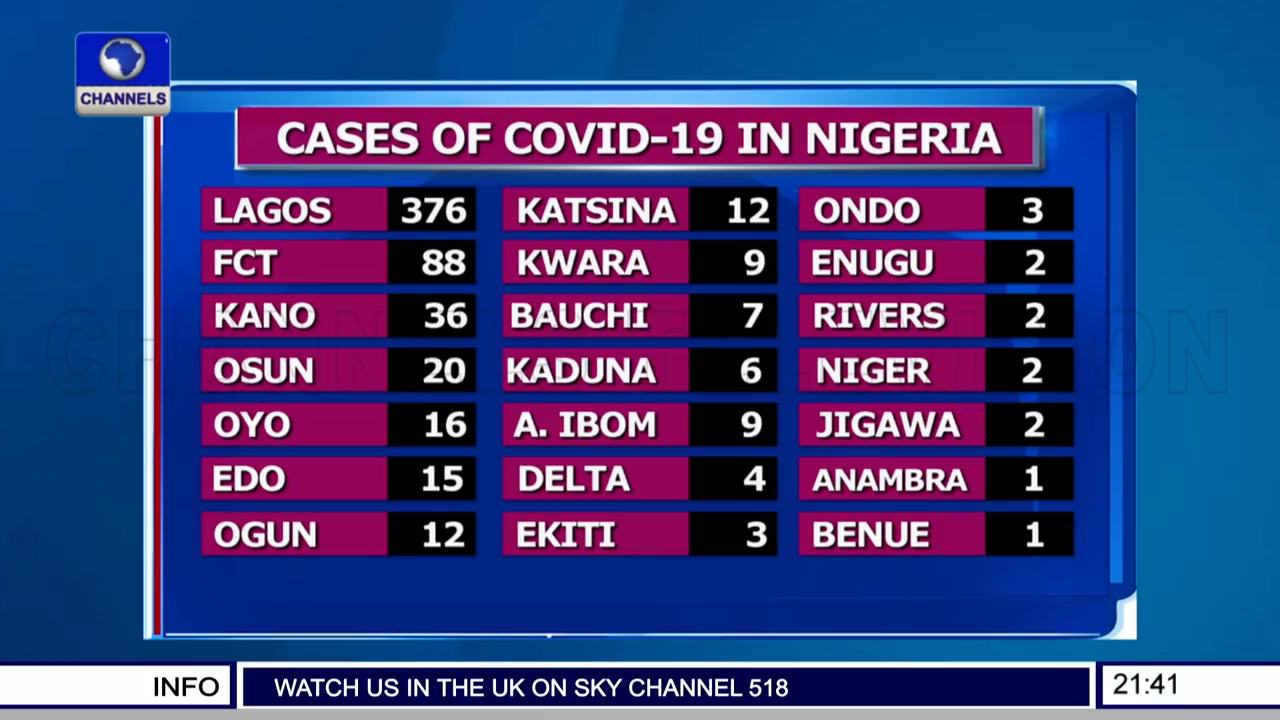 CHANNELS
CASES OF COVID-19 IN NIGERIA
LAGOS 376
FCT 88
KANO 36
OSUN 20
OYO 16
EDO 15
OGUN 12
KATSINA 12
KWARA 9
BAUCHI 7
KADUNA 6
A. IBOM 9
DELTA 4
EKITI 3
ONDO 3
ENUGU 2
RIVERS 2
NIGER 2
JIGAWA 2
ANAMBRA 1
BENUE 1
INFO
WATCH US IN THE UK ON SKY CHANNEL 518
21:41